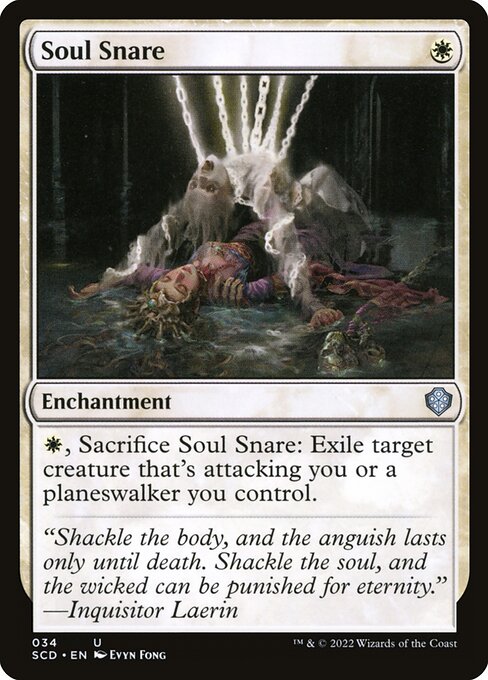 Soul Snare
Enchantment
, Sacrifice Soul Snare: Exile target
creature that's attacking you or a
planeswalker you control.
“Shackle the body, and the anguish lasts
only until death. Shackle the soul, and
the wicked can be punished for eternity.”
—Inquisitor Laerin
034 U
SCD • EN Evyn Fong
™ & © 2022 Wizards of the Coast